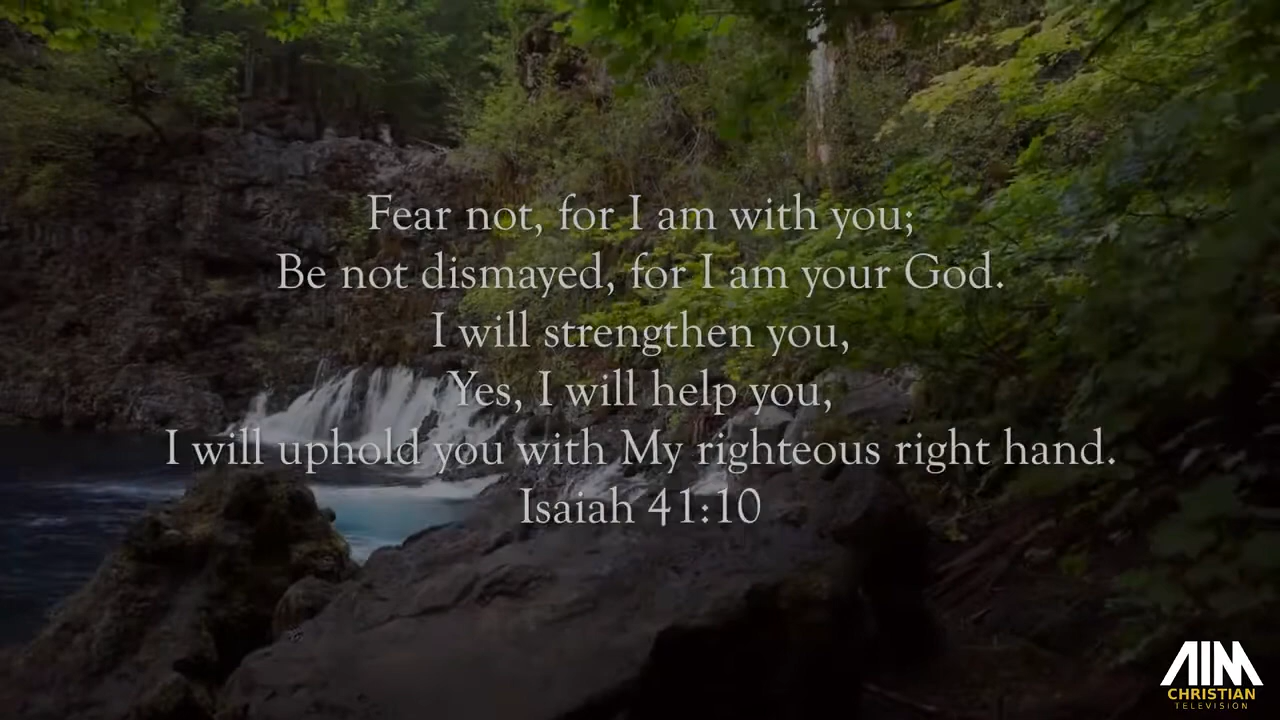 Fear not, for I am with you;
Be not dismayed, for I am your God.
I will strengthen you,
Yes, I will help you,
I will uphold you with My righteous right hand.
Isaiah 41:10
AIM
CHRISTIAN
TELEVISION